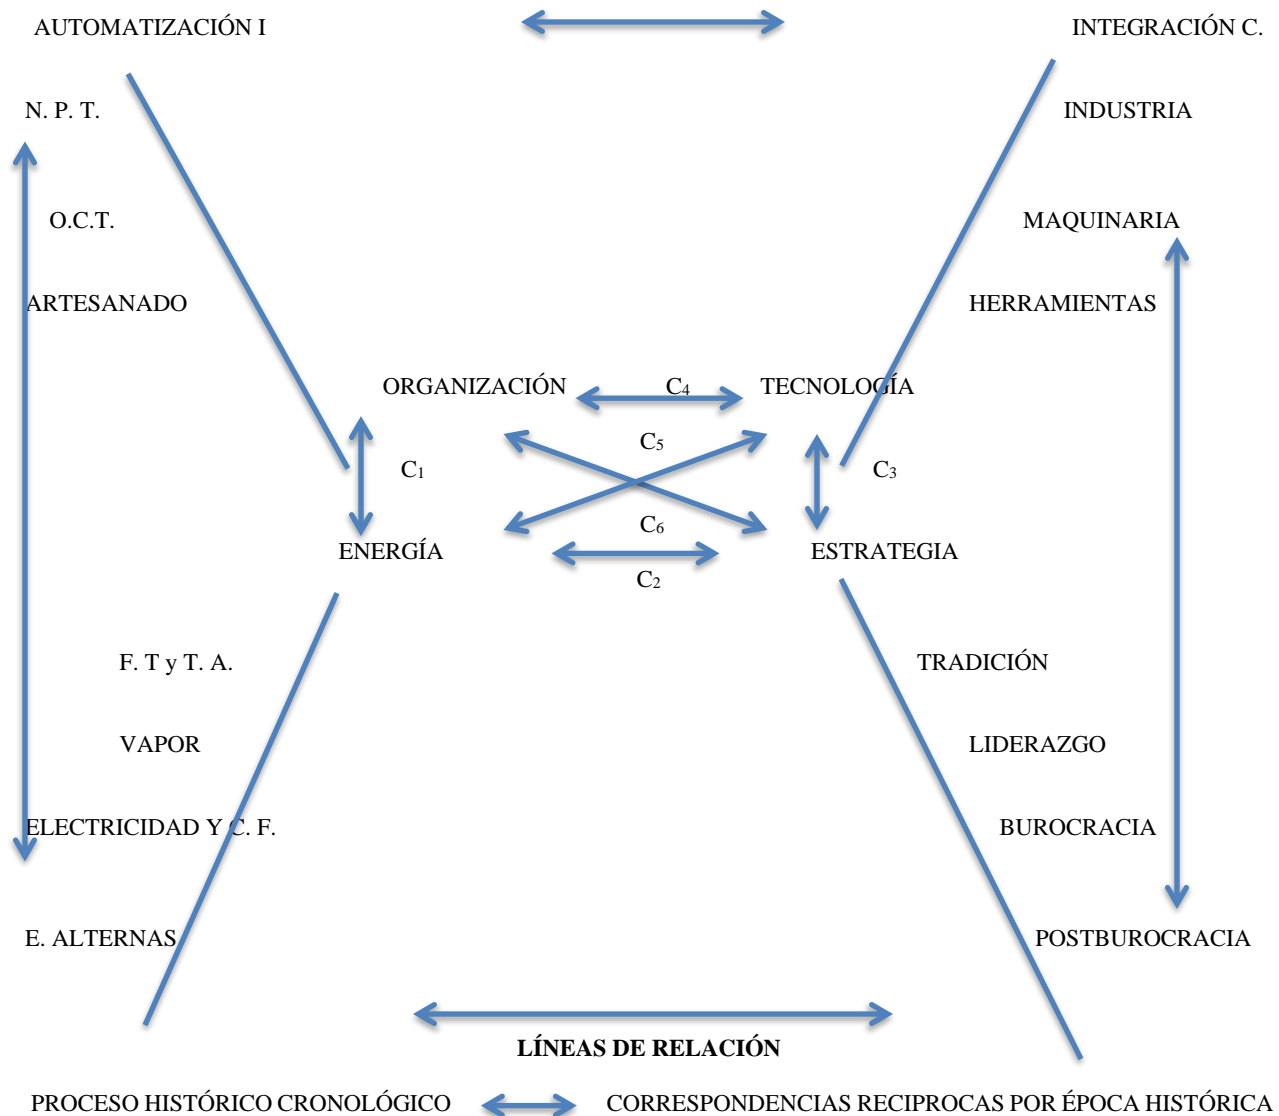 AUTOMATIZACIÓN I INTEGRACIÓN C.
N. P. T. INDUSTRIA
O.C.T. MAQUINARIA
ARTESANADO HERRAMIENTAS
ORGANIZACIÓN C4 TECNOLOGÍA
C5
C1 C3
C6
ENERGÍA ESTRATEGIA
C2
F. T y T. A. TRADICIÓN
VAPOR LIDERAZGO
ELECTRICIDAD Y C. F. BUROCRACIA
E. ALTERNAS POSTBUROCRACIA
LÍNEAS DE RELACIÓN
PROCESO HISTÓRICO CRONOLÓGICO CORRESPONDENCIAS RECIPROCAS POR ÉPOCA HISTÓRICA